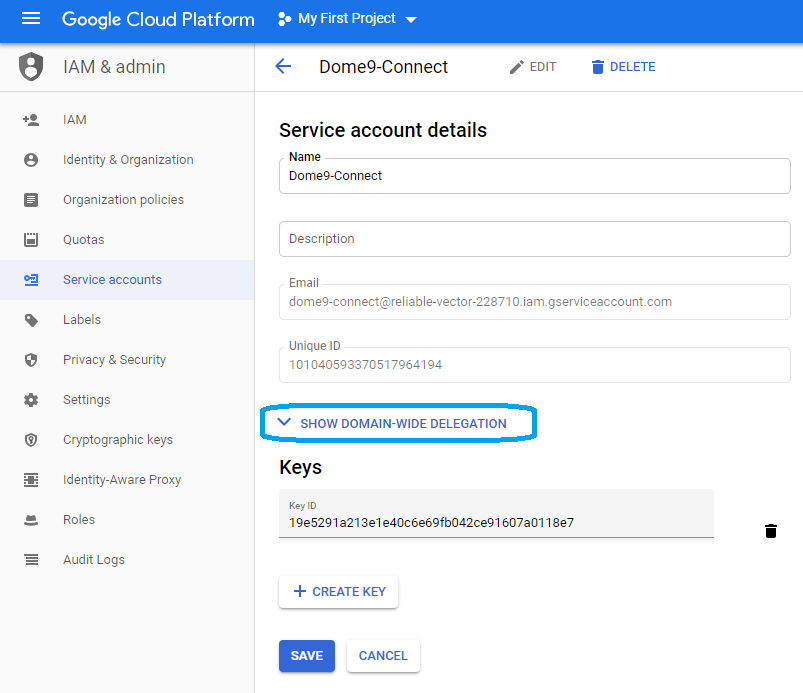 Google Cloud Platform
My First Project
IAM & admin
Dome9-Connect
EDIT
DELETE
IAM
Identity & Organization
Organization policies
Quotas
Service accounts
Labels
Privacy & Security
Settings
Cryptographic keys
Identity-Aware Proxy
Roles
Audit Logs
Service account details
Name
Dome9-Connect
Description
Email
dome9-connect@reliable-vector-228710.iam.gserviceaccount.com
Unique ID
101040593370517964194
SHOW DOMAIN-WIDE DELEGATION
Keys
Key ID
19e5291a213e1e40c6e69fb042ce91607a0118e7
CREATE KEY
SAVE
CANCEL